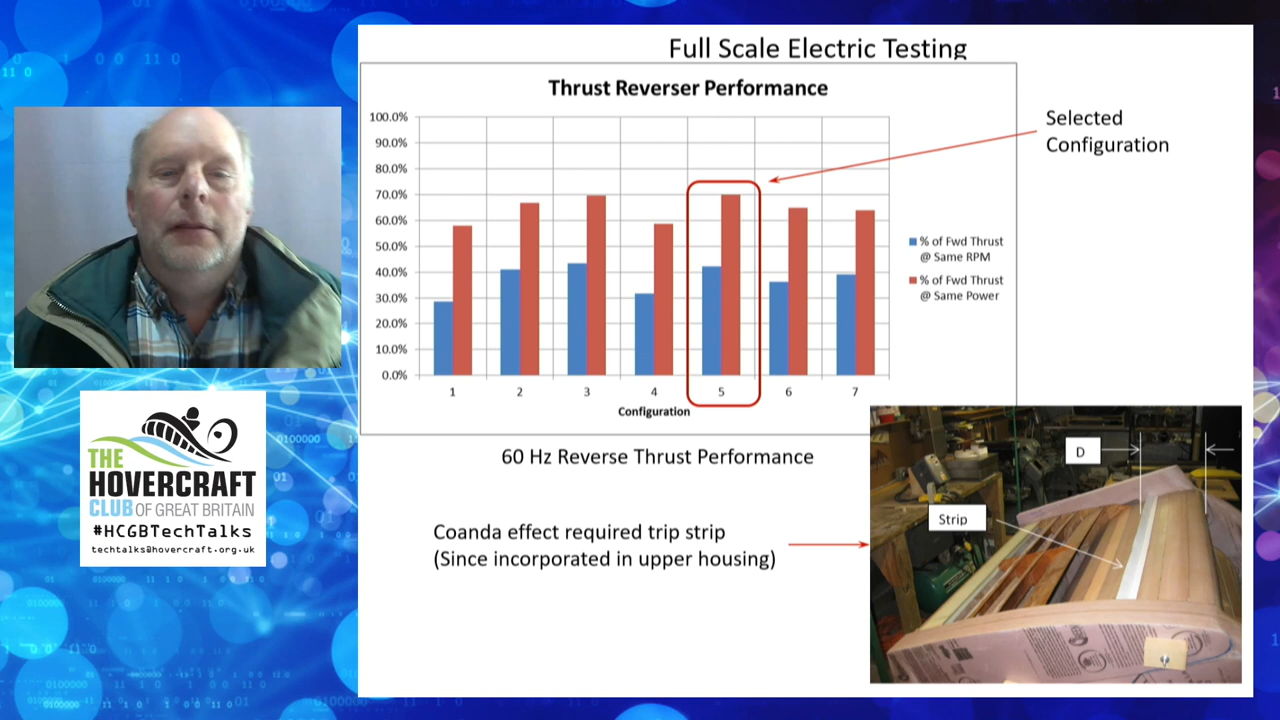 Full Scale Electric Testing
Thrust Reverser Performance
100.0%
90.0%
80.0%
70.0%
60.0%
50.0%
40.0%
30.0%
20.0%
10.0%
0.0%
1 2 3 4 5 6 7
Configuration
% of Fwd Thrust
@ Same RPM
% of Fwd Thrust
@ Same Power
Selected
Configuration
60 Hz Reverse Thrust Performance
Coanda effect required trip strip
(Since incorporated in upper housing)
D
Strip
THE
HOVERCRAFT
CLUB OF GREAT BRITAIN
#HCGBTechTalks
techtalks@hovercraft.org.uk